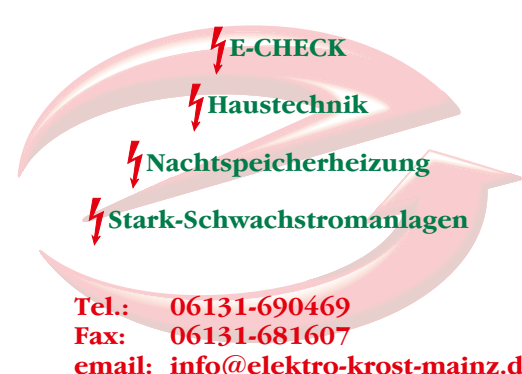 E-CHECK
Haustechnik
Nachtspeicherheizung
Stark-Schwachstromanlagen
Tel.: 06131-690469
Fax: 06131-681607
email: info@elektro-krost-mainz.d